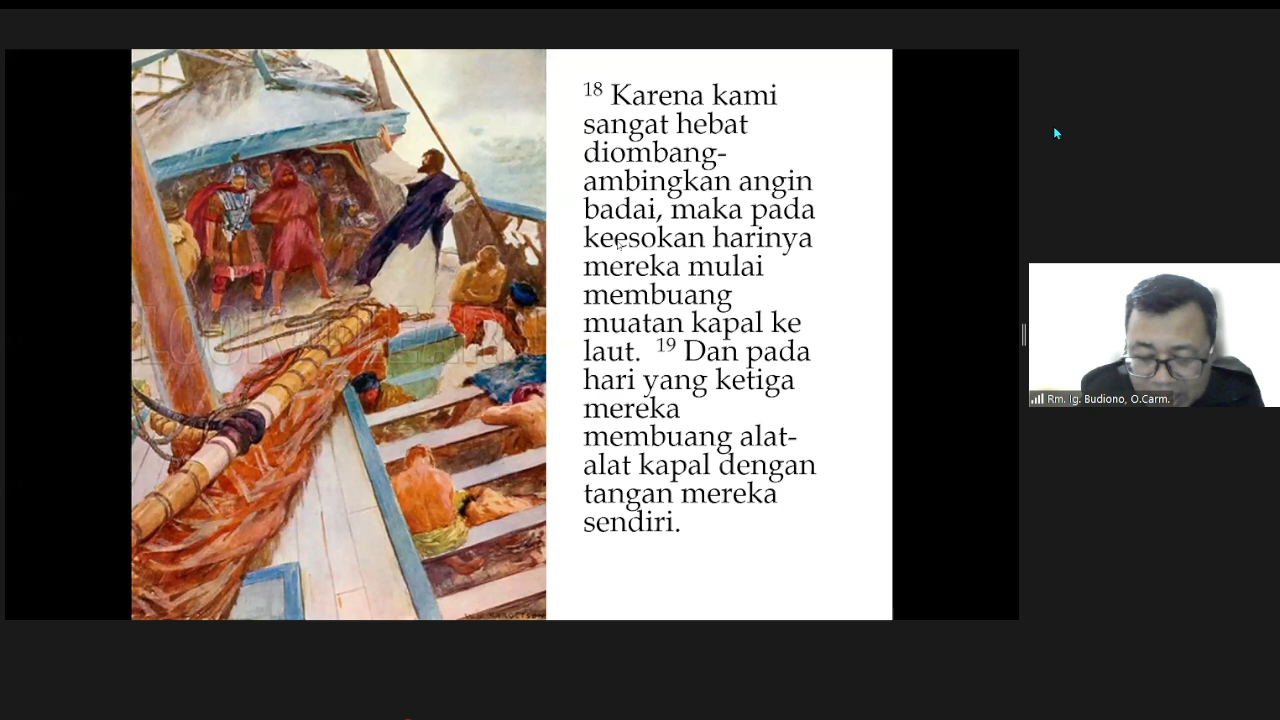 18 Karena kami
sangat hebat
diombang-
ambingkan angin
badai, maka pada
keesokan harinya
mereka mulai
membuang
muatan kapal ke
laut. 19 Dan pada
hari yang ketiga
mereka
membuang alat-
alat kapal dengan
tangan mereka
sendiri.
Rm. Ig. Budiono, O.Carm.